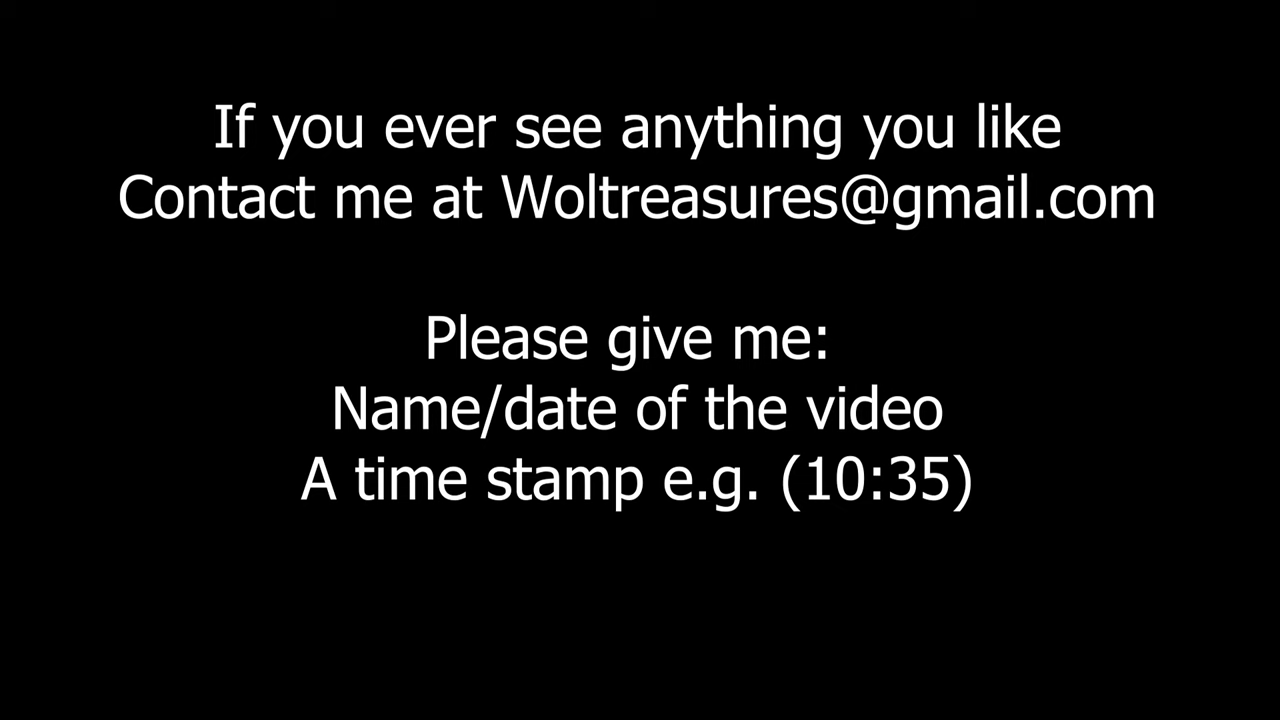 If you ever see anything you like
Contact me at Woltreasures@gmail.com
Please give me:
Name/date of the video
A time stamp e.g. (10:35)